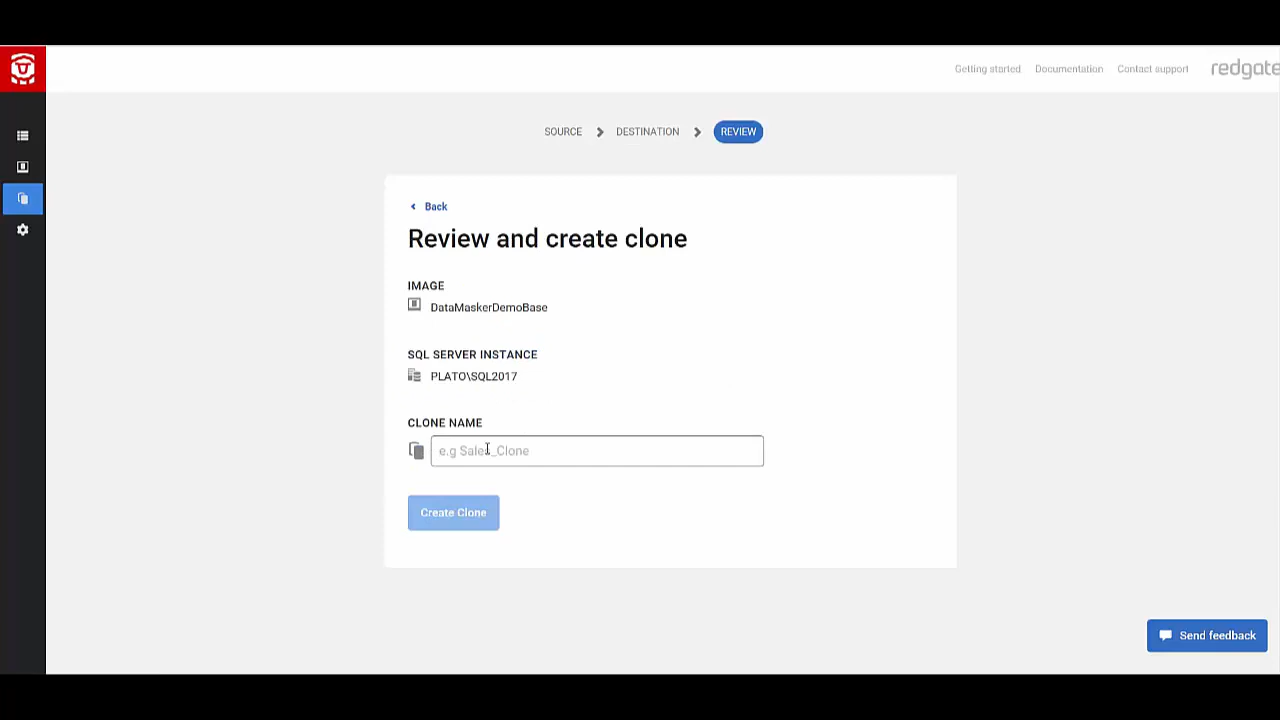 Getting started Documentation Contact support redgate
SOURCE DESTINATION REVIEW
Back
Review and create clone
IMAGE
DataMaskerDemoBase
SQL SERVER INSTANCE
PLATO\SQL2017
CLONE NAME
e.g Sales_Clone
Create Clone
Send feedback